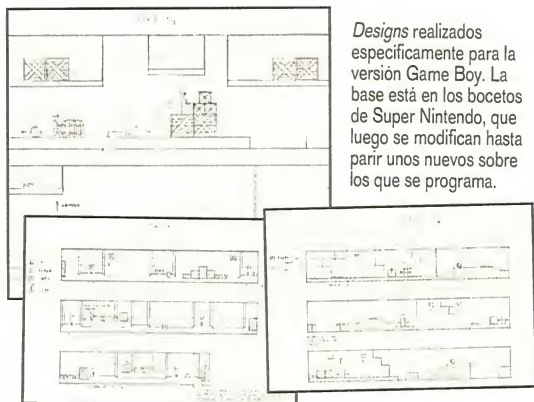 Designs realizados
especificamente para la
versión Game Boy. La
base está en los bocetos
de Super Nintendo, que
luego se modifican hasta
parir unos nuevos sobre
los que se programa.